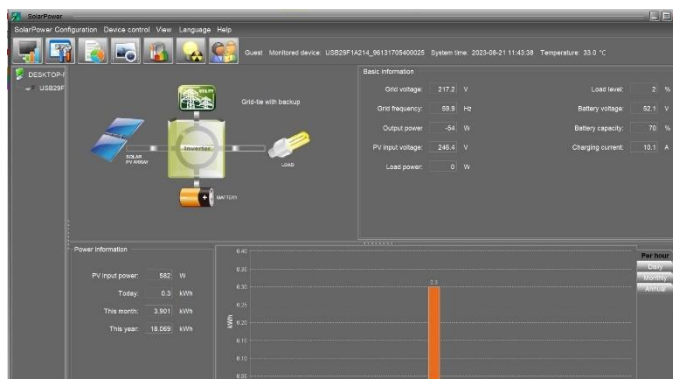 SolarPower
SolarPower Configuration Device control View Language Help
Guest Monitored device: USB29F1A214_96131705400025 System time: 2023-08-21 11:43:38 Temperature: 33.0 °C
DESKTOP-
USB29F
UTILITY
Grid-tie with backup
Inverter
SOLAR
PV ARRAY
LOAD
BATTERY
Basic information
Grid voltage: 217.2 V Load level: 2 %
Grid frequency: 59.9 Hz Battery voltage: 52.1 V
Output power -54 W Battery capacity: 70 %
PV input voltage: 246.4 V Charging current: 10.1 A
Load power: 0 W
Power information
PV input power: 582 W
Today: 0.3 kWh
This month: 3.901 kWh
This year: 18.069 kWh
kWh
0.40
0.35
0.30
0.25
0.20
0.15
0.10
0.3
Per hour
Daily
Monthly
Annual